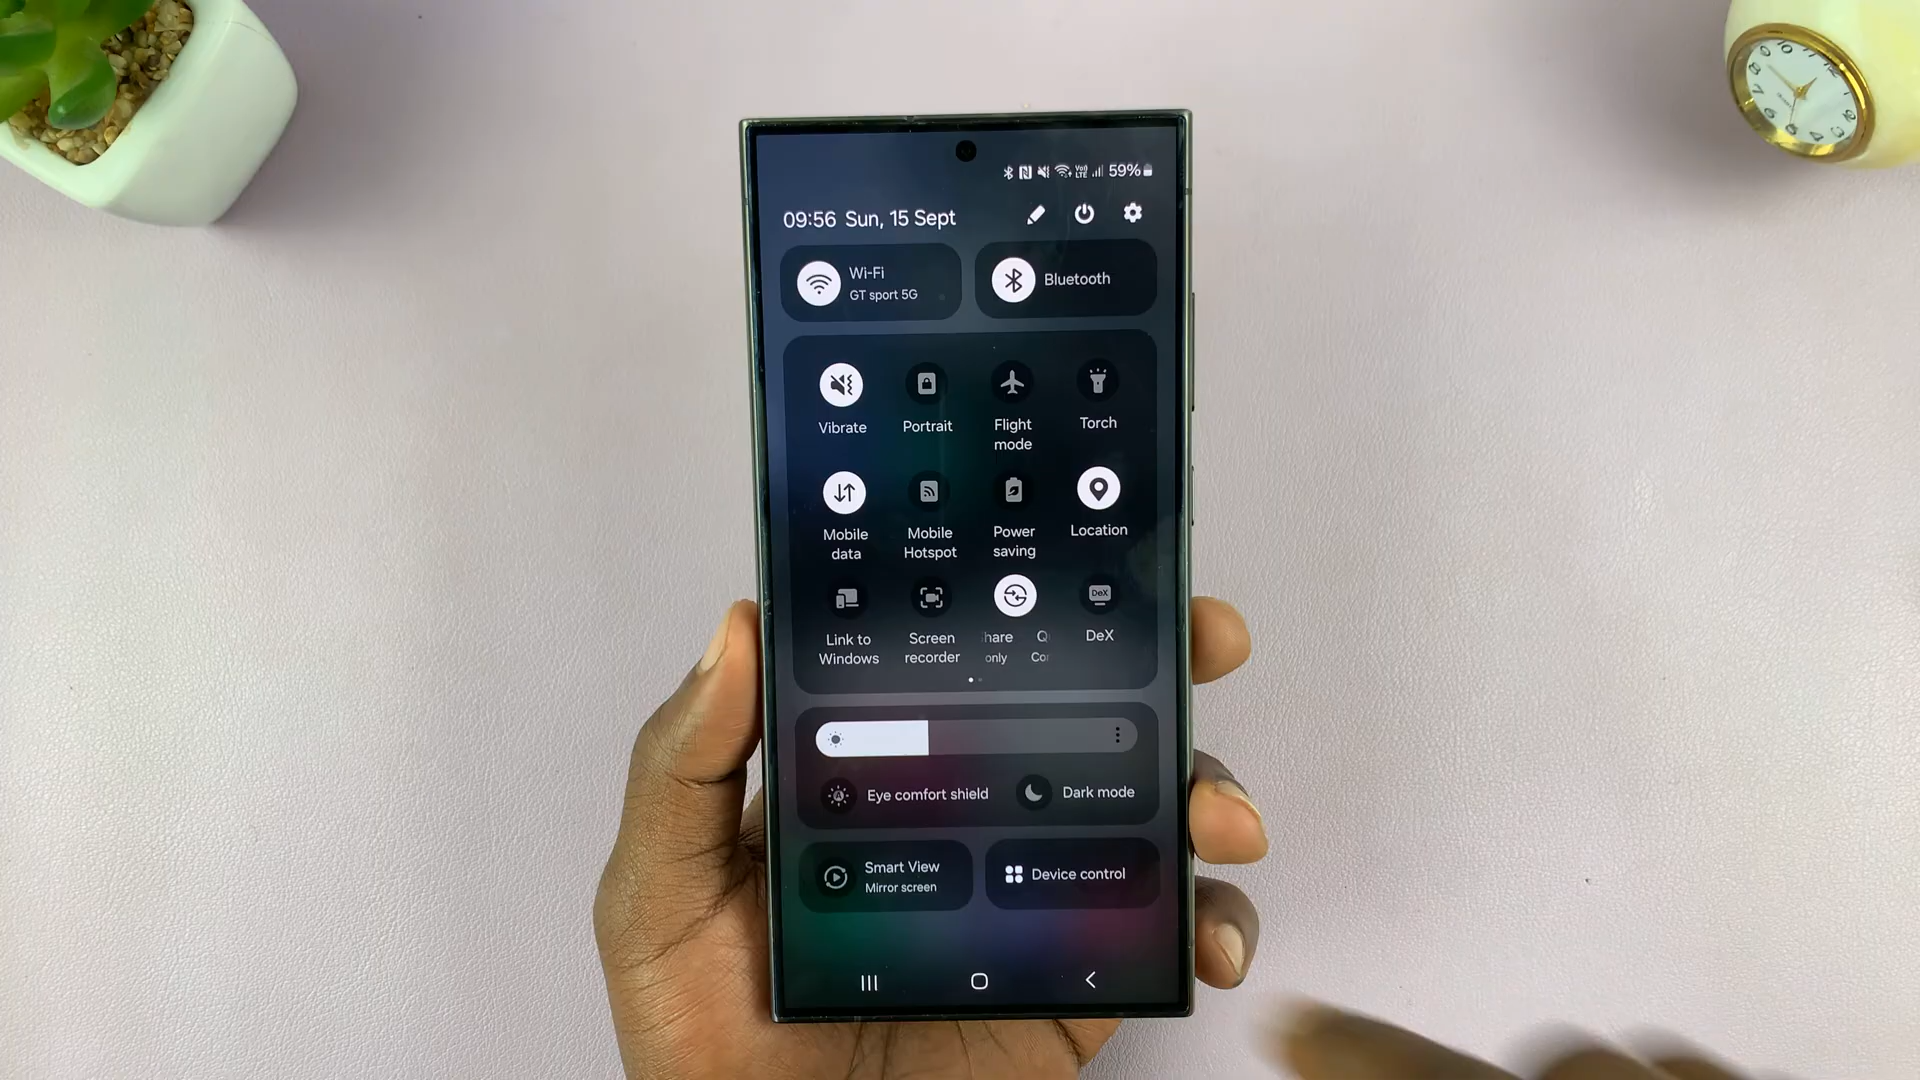 59%
09:56 Sun, 15 Sept
Wi-Fi
GT sport 5G
Bluetooth
Vibrate
Portrait
Flight
mode
Torch
Mobile
data
Mobile
Hotspot
Power
saving
Location
Link to
Windows
Screen
recorder
hare Q
only Co
DeX
DeX
Eye comfort shield
Dark mode
Smart View
Mirror screen
Device control